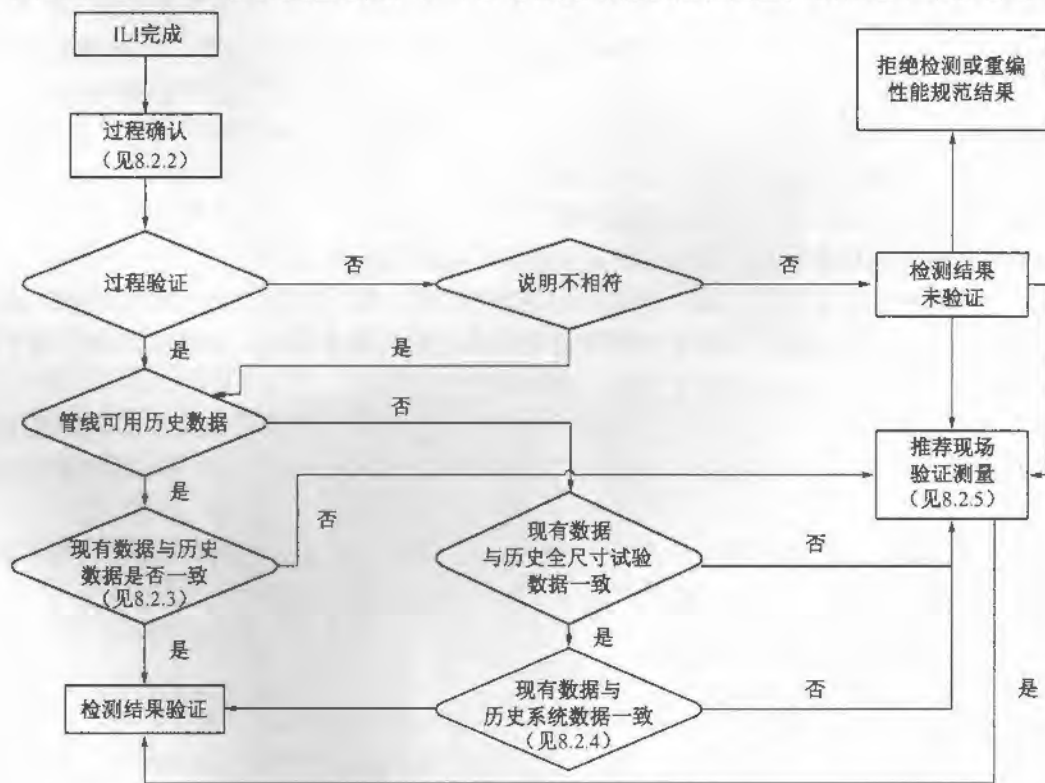 ILI完成
拒绝检测或重编
性能规范结果
过程确认
（见8.2.2）
过程验证
否
说明不相符
否
检测结果
未验证
是
是
管线可用历史数据
否
推荐现场
验证测量
（见8.2.5）
是
否
现有数据与历史
数据是否一致
（见8.2.3）
现有数据
与历史全尺寸试验
数据一致
否
是
是
检测结果验证
现有数据与
历史系统数据一致
（见8.2.4）
否
是